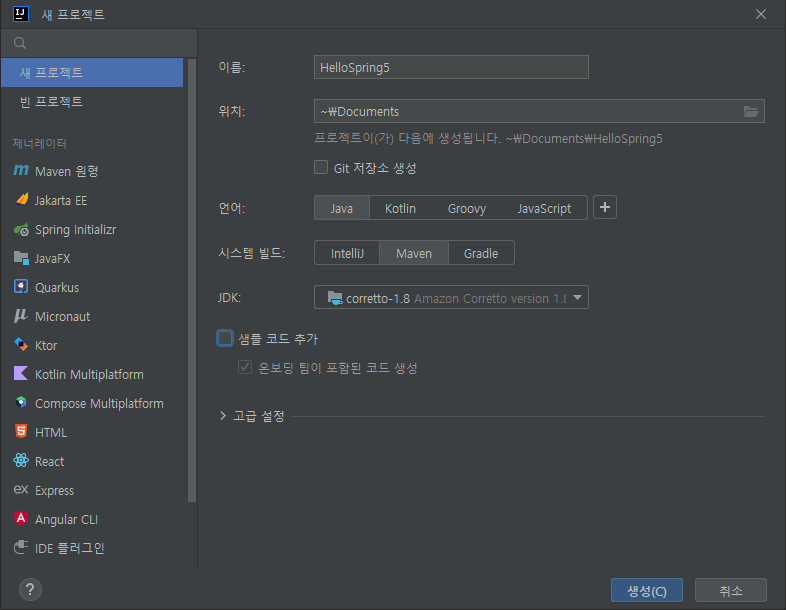 새 프로젝트
새 프로젝트
빈 프로젝트
제너레이터
Maven 원형
Jakarta EE
Spring Initializr
JavaFX
Quarkus
Micronaut
Ktor
Kotlin Multiplatform
Compose Multiplatform
HTML
React
Express
Angular CLI
IDE 플러그인
이름: HelloSpring5
위치: ~₩Documents
프로젝트이(가) 다음에 생성됩니다. ~₩Documents₩HelloSpring5
Git 저장소 생성
언어: Java Kotlin Groovy JavaScript +
시스템 빌드: IntelliJ Maven Gradle
JDK: corretto-1.8 Amazon Corretto version 1.8
샘플 코드 추가
온보딩 팁이 포함된 코드 생성
고급 설정
? 생성(C) 취소